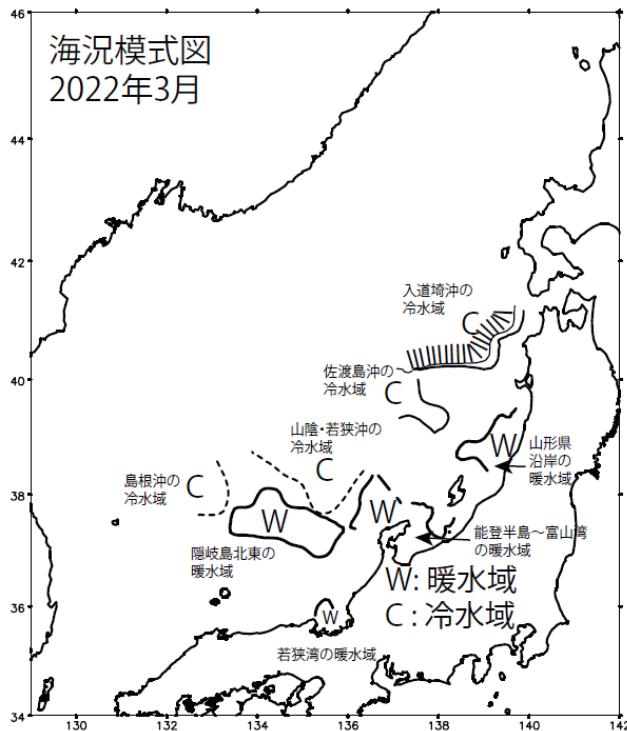 海況模式図
2022年3月
46
44
42
40
38
36
34
入道埼沖の
冷水域
C
佐渡島沖の
冷水域
C
山陰・若狭沖の
冷水域
C
W
山形県
沿岸の
暖水域
島根沖の
冷水域
C
W
W
隠岐島北東の
暖水域
能登半島～富山湾
の暖水域
W: 暖水域
C : 冷水域
W
若狭湾の暖水域
130
132
134
136
138
140
142